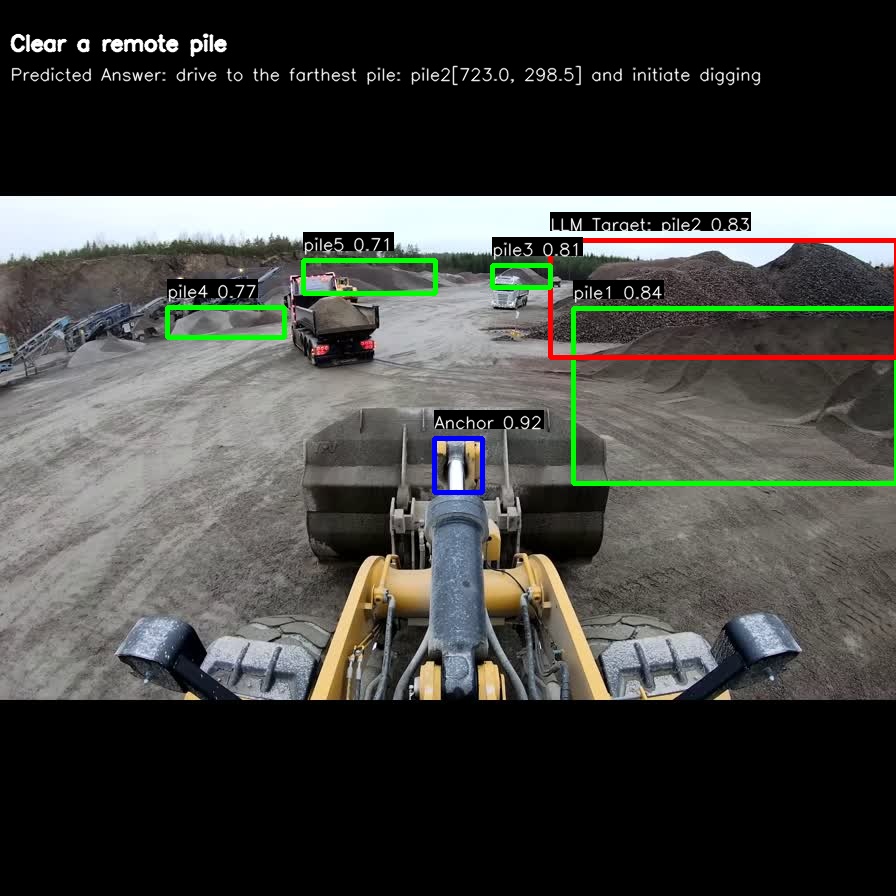 Clear a remote pile
Predicted Answer: drive to the farthest pile: pile2[723.0, 298.5] and initiate digging
LLM Target: pile2 0.83
pile5 0.71
pile3 0.81
pile4 0.77
pile1 0.84
Anchor 0.92